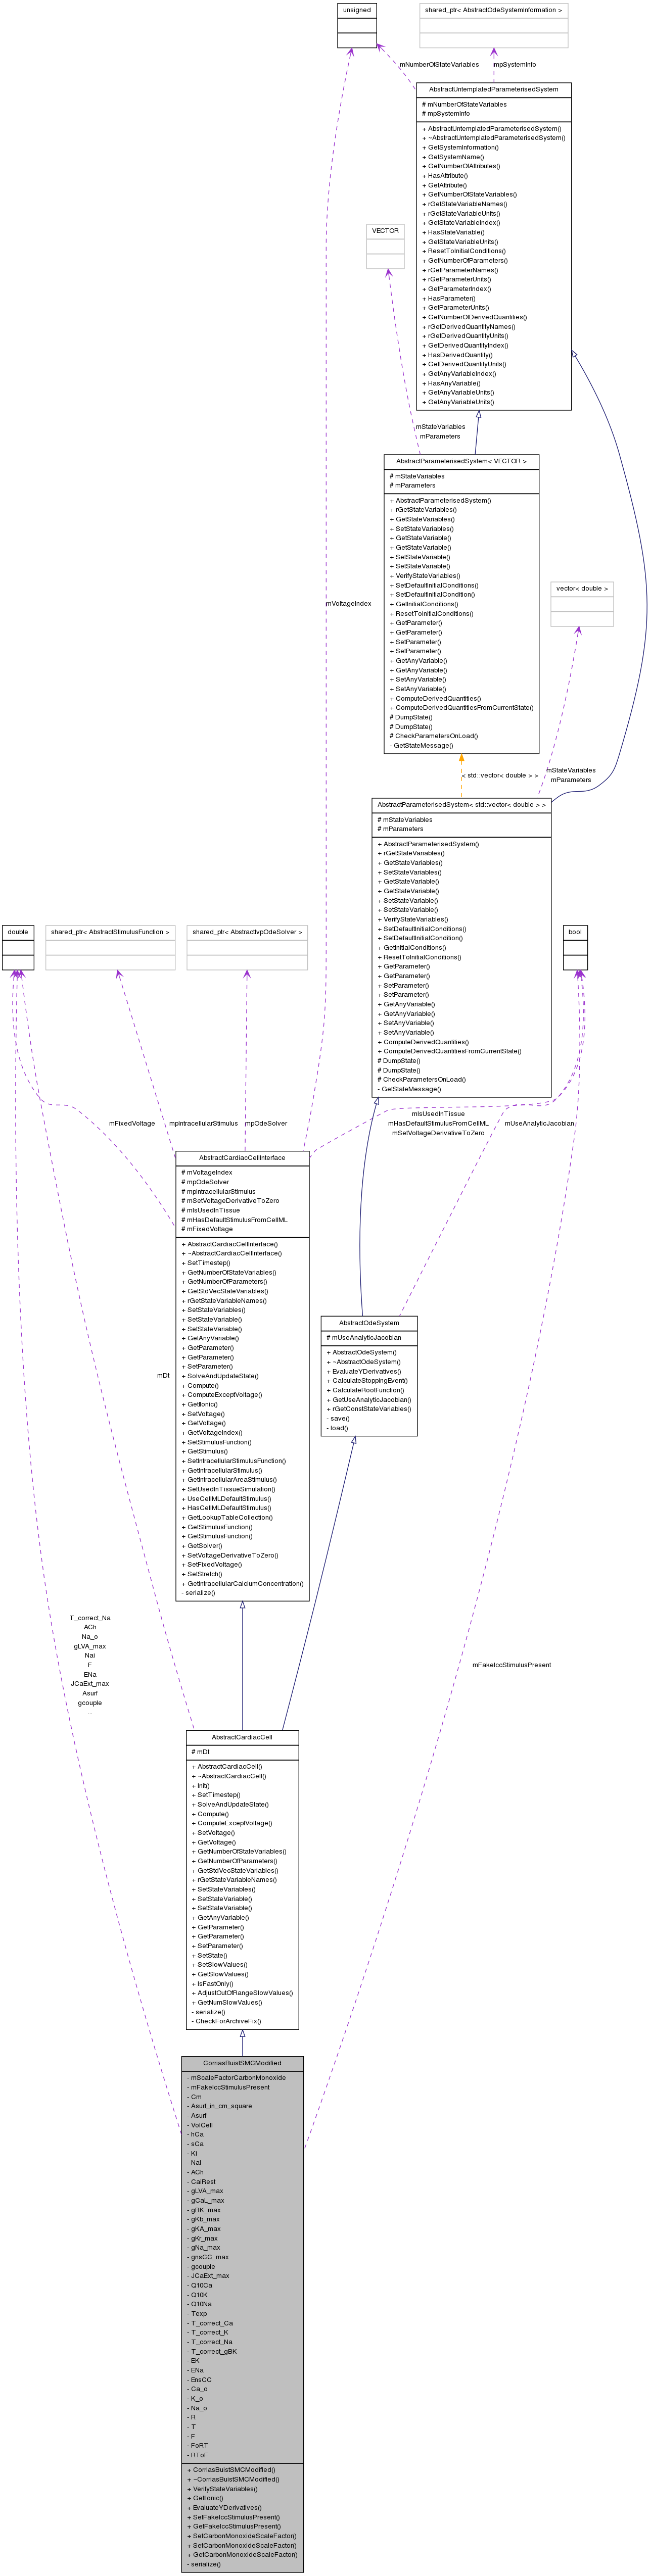 unsigned
shared_ptr< AbstractOdeSystemInformation >
mNumberOfStateVariables
mpSystemInfo
AbstractUntemplatedParameterisedSystem
# mNumberOfStateVariables
# mpSystemInfo
+ AbstractUntemplatedParameterisedSystem()
+ ~AbstractUntemplatedParameterisedSystem()
+ GetSystemInformation()
+ GetSystemName()
+ GetNumberOfAttributes()
+ HasAttribute()
+ GetAttribute()
+ GetNumberOfStateVariables()
+ rGetStateVariableNames()
+ rGetStateVariableUnits()
+ GetStateVariableIndex()
+ HasStateVariable()
+ GetStateVariableUnits()
+ ResetToInitialConditions()
+ GetNumberOfParameters()
+ rGetParameterNames()
+ rGetParameterUnits()
+ GetParameterIndex()
+ HasParameter()
+ GetParameterUnits()
+ GetNumberOfDerivedQuantities()
+ rGetDerivedQuantityNames()
+ rGetDerivedQuantityUnits()
+ GetDerivedQuantityIndex()
+ HasDerivedQuantity()
+ GetDerivedQuantityUnits()
+ GetAnyVariableIndex()
+ HasAnyVariable()
+ GetAnyVariableUnits()
+ GetAnyVariableUnits()
VECTOR
mStateVariables
mParameters
AbstractParameterisedSystem< VECTOR >
# mStateVariables
# mParameters
+ AbstractParameterisedSystem()
+ rGetStateVariables()
+ GetStateVariables()
+ SetStateVariables()
+ GetStateVariable()
+ GetStateVariable()
+ SetStateVariable()
+ SetStateVariable()
+ VerifyStateVariables()
+ SetDefaultInitialConditions()
+ SetDefaultInitialCondition()
+ GetInitialConditions()
+ ResetToInitialConditions()
+ GetParameter()
+ GetParameter()
+ SetParameter()
+ SetParameter()
+ GetAnyVariable()
+ GetAnyVariable()
+ SetAnyVariable()
+ SetAnyVariable()
+ ComputeDerivedQuantities()
+ ComputeDerivedQuantitiesFromCurrentState()
# DumpState()
# DumpState()
# CheckParametersOnLoad()
- GetStateMessage()
vector< double >
mVoltageIndex
< std::vector< double > >
mStateVariables
mParameters
AbstractParameterisedSystem< std::vector< double > >
# mStateVariables
# mParameters
+ AbstractParameterisedSystem()
+ rGetStateVariables()
+ GetStateVariables()
+ SetStateVariables()
+ GetStateVariable()
+ GetStateVariable()
+ SetStateVariable()
+ SetStateVariable()
+ VerifyStateVariables()
+ SetDefaultInitialConditions()
+ SetDefaultInitialCondition()
+ GetInitialConditions()
+ ResetToInitialConditions()
+ GetParameter()
+ GetParameter()
+ SetParameter()
+ SetParameter()
+ GetAnyVariable()
+ GetAnyVariable()
+ SetAnyVariable()
+ SetAnyVariable()
+ ComputeDerivedQuantities()
+ ComputeDerivedQuantitiesFromCurrentState()
# DumpState()
# DumpState()
# CheckParametersOnLoad()
- GetStateMessage()
double
shared_ptr< AbstractStimulusFunction >
shared_ptr< AbstractIvpOdeSolver >
bool
mFixedVoltage
mpIntracellularStimulus
mpOdeSolver
mIsUsedInTissue
mHasDefaultStimulusFromCellML
mSetVoltageDerivativeToZero
mUseAnalyticJacobian
AbstractCardiacCellInterface
# mVoltageIndex
# mpOdeSolver
# mpIntracellularStimulus
# mSetVoltageDerivativeToZero
# mIsUsedInTissue
# mHasDefaultStimulusFromCellML
# mFixedVoltage
+ AbstractCardiacCellInterface()
+ ~AbstractCardiacCellInterface()
+ SetTimestep()
+ GetNumberOfStateVariables()
+ GetNumberOfParameters()
+ GetStdVecStateVariables()
+ rGetStateVariableNames()
+ SetStateVariables()
+ SetStateVariable()
+ SetStateVariable()
+ GetAnyVariable()
+ GetParameter()
+ GetParameter()
+ SetParameter()
+ SolveAndUpdateState()
+ Compute()
+ ComputeExceptVoltage()
+ GetIIonic()
+ SetVoltage()
+ GetVoltage()
+ GetVoltageIndex()
+ SetStimulusFunction()
+ GetStimulus()
+ SetIntracellularStimulusFunction()
+ GetIntracellularStimulus()
+ GetIntracellularAreaStimulus()
+ SetUsedInTissueSimulation()
+ UseCellMLDefaultStimulus()
+ HasCellMLDefaultStimulus()
+ GetLookupTableCollection()
+ GetStimulusFunction()
+ GetStimulusFunction()
+ GetSolver()
+ SetVoltageDerivativeToZero()
+ SetFixedVoltage()
+ SetStretch()
+ GetIntracellularCalciumConcentration()
- serialize()
AbstractOdeSystem
# mUseAnalyticJacobian
+ AbstractOdeSystem()
+ ~AbstractOdeSystem()
+ EvaluateYDerivatives()
+ CalculateStoppingEvent()
+ CalculateRootFunction()
+ GetUseAnalyticJacobian()
+ rGetConstStateVariables()
- save()
- load()
mDt
T_correct_Na
ACh
Na_o
gLVA_max
Nai
F
ENa
JCaExt_max
Asurf
gcouple
...
mFakeIccStimulusPresent
AbstractCardiacCell
# mDt
+ AbstractCardiacCell()
+ ~AbstractCardiacCell()
+ Init()
+ SetTimestep()
+ SolveAndUpdateState()
+ Compute()
+ ComputeExceptVoltage()
+ SetVoltage()
+ GetVoltage()
+ GetNumberOfStateVariables()
+ GetNumberOfParameters()
+ GetStdVecStateVariables()
+ rGetStateVariableNames()
+ SetStateVariables()
+ SetStateVariable()
+ SetStateVariable()
+ GetAnyVariable()
+ GetParameter()
+ GetParameter()
+ SetParameter()
+ SetState()
+ SetSlowValues()
+ GetSlowValues()
+ IsFastOnly()
+ AdjustOutOfRangeSlowValues()
+ GetNumSlowValues()
- serialize()
- CheckForArchiveFix()
CorriasBuistSMCModified
- mScaleFactorCarbonMonoxide
- mFakeIccStimulusPresent
- Cm
- Asurf_in_cm_square
- Asurf
- VolCell
- hCa
- sCa
- Ki
- Nai
- ACh
- CaiRest
- gLVA_max
- gCaL_max
- gBK_max
- gKb_max
- gKA_max
- gKr_max
- gNa_max
- gnsCC_max
- gcouple
- JCaExt_max
- Q10Ca
- Q10K
- Q10Na
- Texp
- T_correct_Ca
- T_correct_K
- T_correct_Na
- T_correct_gBK
- EK
- ENa
- EnsCC
- Ca_o
- K_o
- Na_o
- R
- T
- F
- FoRT
- RToF
+ CorriasBuistSMCModified()
+ ~CorriasBuistSMCModified()
+ VerifyStateVariables()
+ GetIIonic()
+ EvaluateYDerivatives()
+ SetFakeIccStimulusPresent()
+ GetFakeIccStimulusPresent()
+ SetCarbonMonoxideScaleFactor()
+ SetCarbonMonoxideScaleFactor()
+ GetCarbonMonoxideScaleFactor()
- serialize()